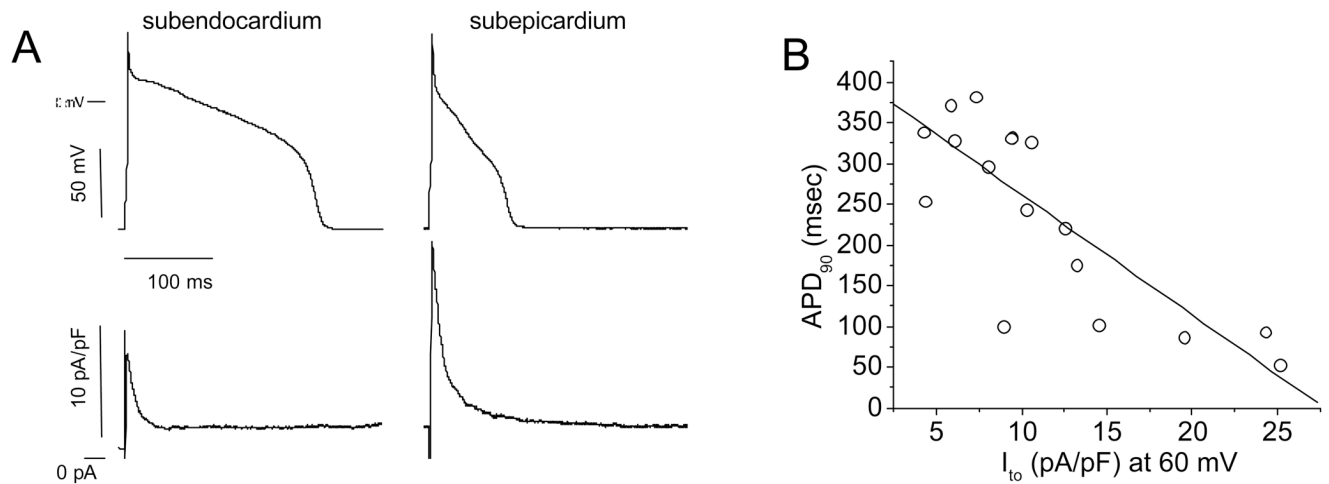 A
subendocardium
subepicardium
50 mV
100 ms
10 pA/pF
0 pA
B
APD90 (msec)
400
350
300
250
200
150
100
50
0
5 10 15 20 25
Ito (pA/pF) at 60 mV